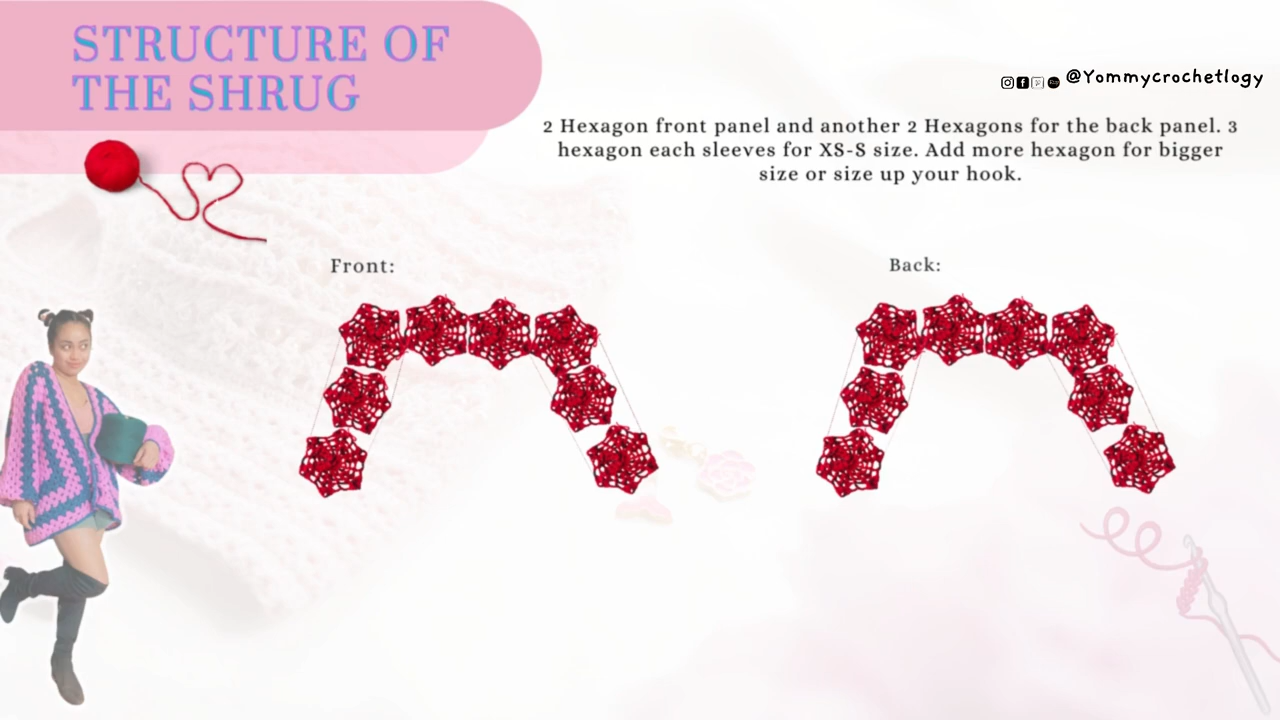 STRUCTURE OF
THE SHRUG
@Yommycrochetlogy
2 Hexagon front panel and another 2 Hexagons for the back panel. 3
hexagon each sleeves for XS-S size. Add more hexagon for bigger
size or size up your hook.
Front:
Back: